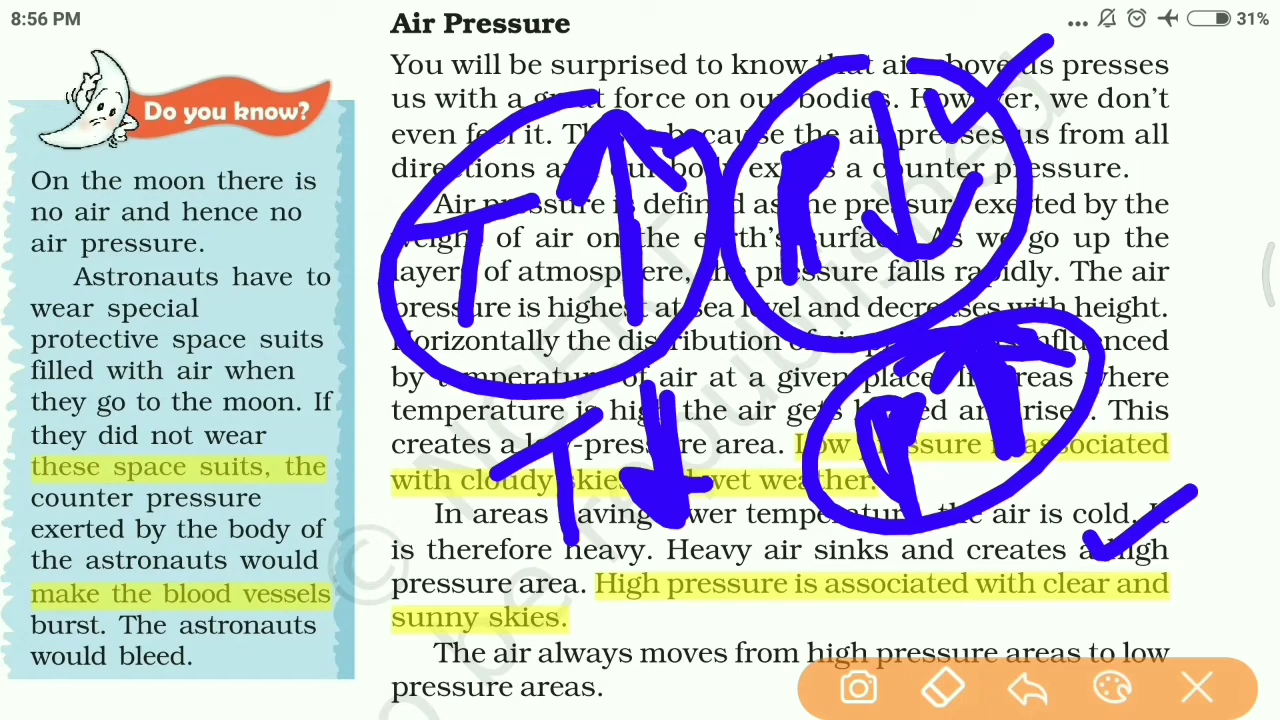 8:56 PM
31%
Do you know?
On the moon there is
no air and hence no
air pressure.
Astronauts have to
wear special
protective space suits
filled with air when
they go to the moon. If
they did not wear
these space suits, the
counter pressure
exerted by the body of
the astronauts would
make the blood vessels
burst. The astronauts
would bleed.
Air Pressure
You will be surprised to know that air above us presses
us with a great force on our bodies. However, we don't
even feel it. This is because the air presses us from all
directions and our body exerts a counter pressure.
Air pressure is defined as the pressure exerted by the
weight of air on the earth's surface. As we go up the
layers of atmosphere, the pressure falls rapidly. The air
pressure is highest at sea level and decreases with height.
Horizontally the distribution of air pressure is influenced
by temperature of air at a given place. In areas where
temperature is high the air gets heated and rises. This
creates a low-pressure area. Low pressure is associated
with cloudy skies and wet weather.
In areas having lower temperature, the air is cold. It
is therefore heavy. Heavy air sinks and creates a high
pressure area. High pressure is associated with clear and
sunny skies.
The air always moves from high pressure areas to low
pressure areas.
T ↑ P ↓
T ↓ P ↑